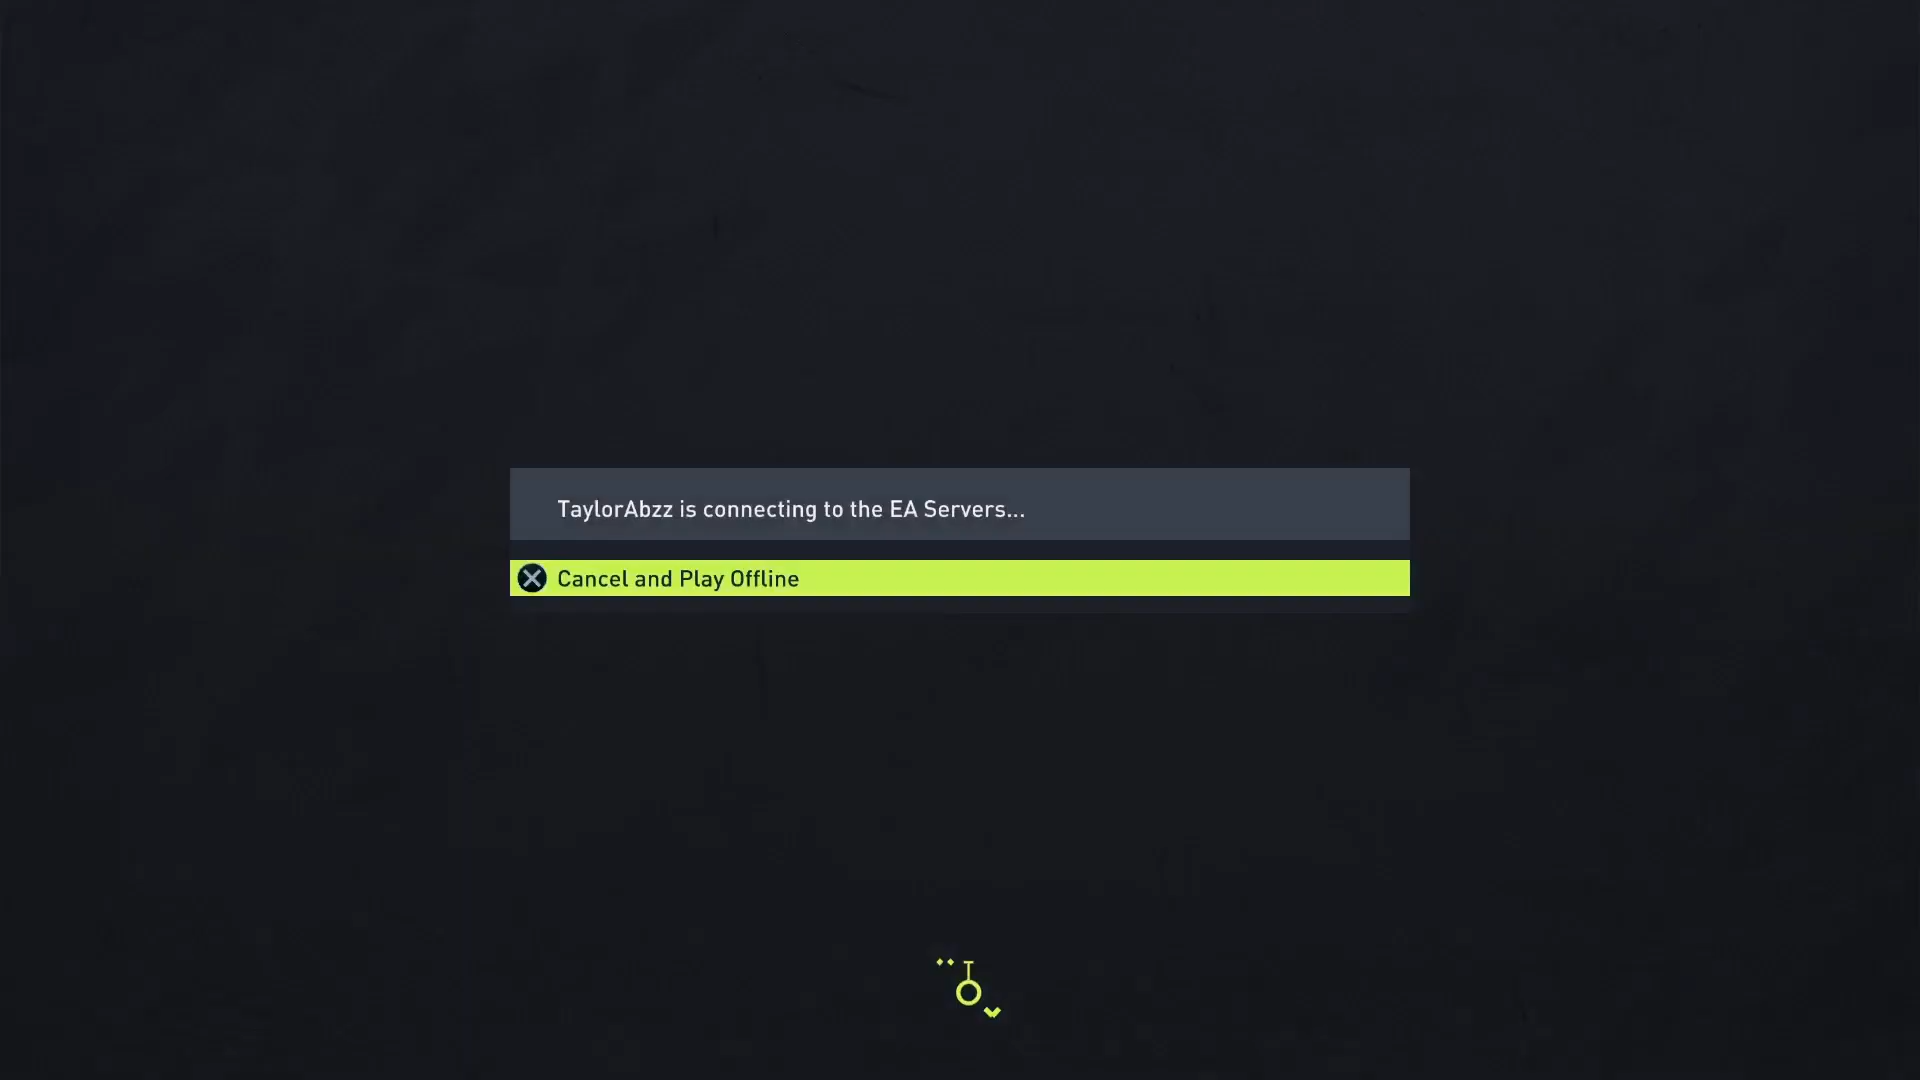 TaylorAbzz is connecting to the EA Servers...
Cancel and Play Offline